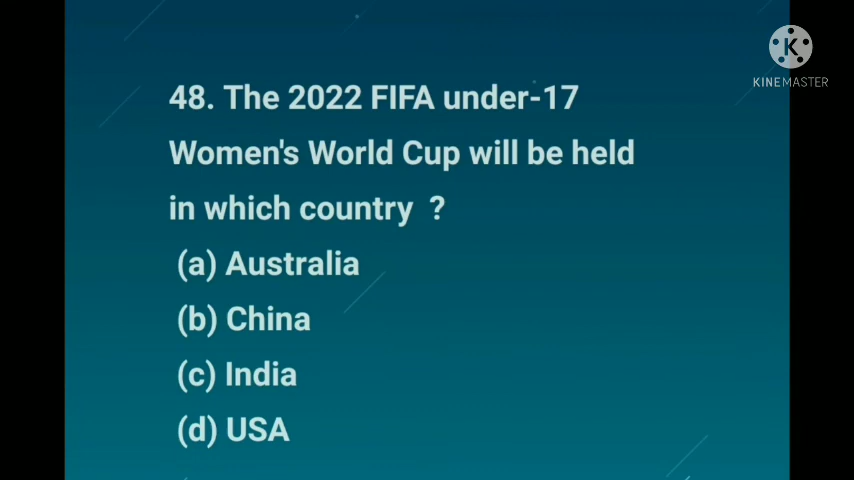 KINEMASTER
48. The 2022 FIFA under-17
Women's World Cup will be held
in which country ?
(a) Australia
(b) China
(c) India
(d) USA